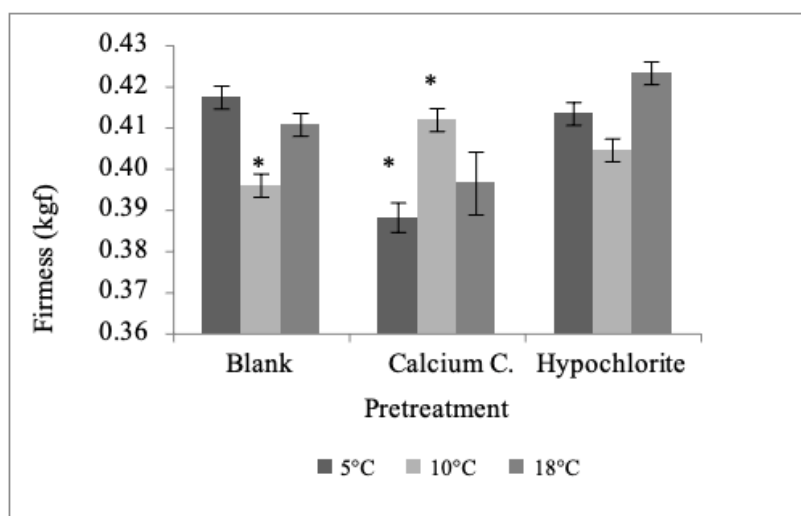 0.43
0.42
0.41
0.40
0.39
0.38
0.37
0.36
Firmness (kgf)
*
*
*
Blank Calcium C. Hypochlorite
Pretreatment
5°C 10°C 18°C